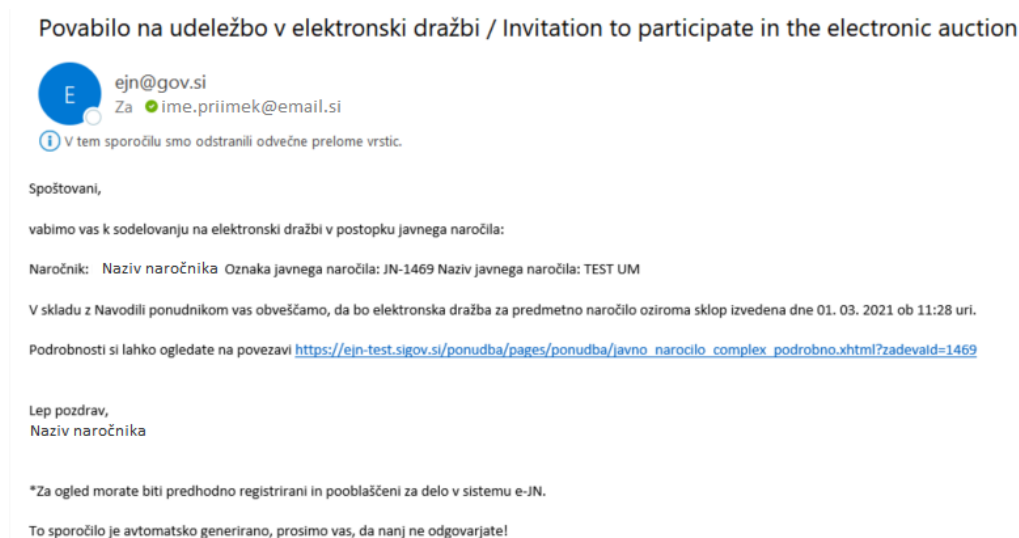 Povabilo na udeležbo v elektronski dražbi / Invitation to participate in the electronic auction
E
ejn@gov.si
Za ime.priimek@email.si
V tem sporočilu smo odstranili odvečne prelome vrstic.
Spoštovani,
vabimo vas k sodelovanju na elektronski dražbi v postopku javnega naročila:
Naročnik: Naziv naročnika Oznaka javnega naročila: JN-1469 Naziv javnega naročila: TEST UM
V skladu z Navodili ponudnikom vas obveščamo, da bo elektronska dražba za predmetno naročilo oziroma sklop izvedena dne 01. 03. 2021 ob 11:28 uri.
Podrobnosti si lahko ogledate na povezavi https://ejn-test.sigov.si/ponudba/pages/ponudba/javno_narocilo_complex_podrobno.xhtml?zadevaId=1469
Lep pozdrav,
Naziv naročnika
*Za ogled morate biti predhodno registrirani in pooblaščeni za delo v sistemu e-JN.
To sporočilo je avtomatsko generirano, prosimo vas, da nanj ne odgovarjate!